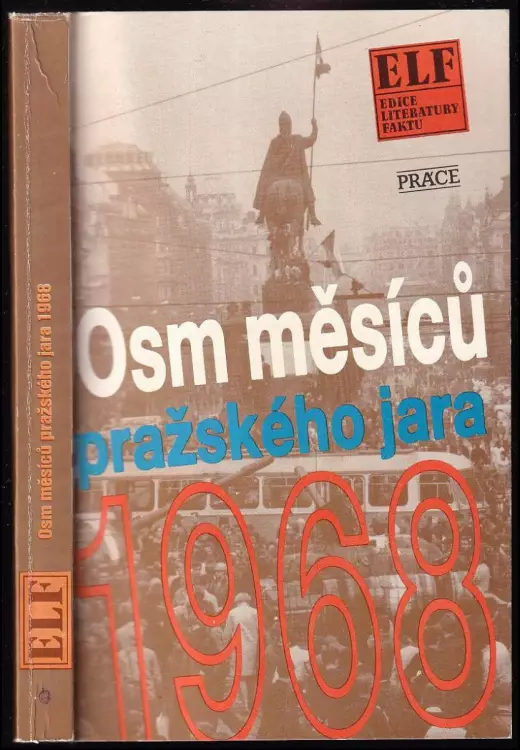 Osm měsíců pražského jara 1968
ELF
ELF
EDICE
LITERATURY
FAKTU
PRÁCE
Osm měsíců
pražského jara
1968